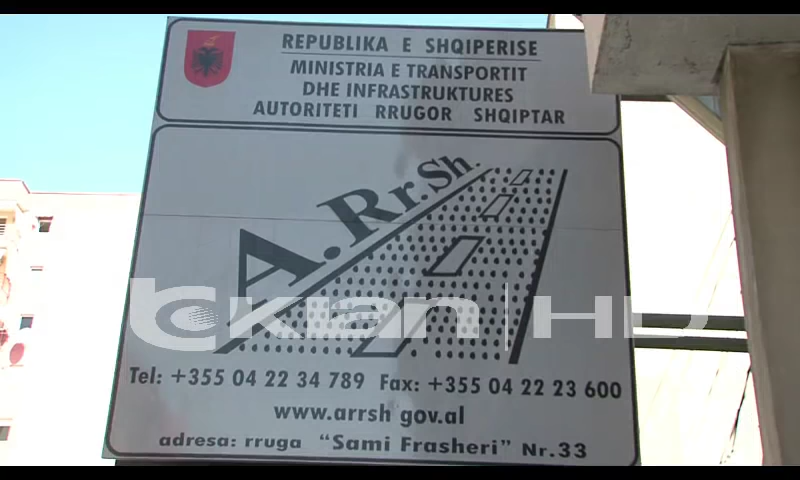 REPUBLIKA E SHQIPERISE
MINISTRIA E TRANSPORTIT
DHE INFRASTRUKTURES
AUTORITETI RRUGOR SHQIPTAR
A.Rr.Sh.
tvklan HD
Tel: +355 04 22 34 789 Fax: +355 04 22 23 600
www.arrsh gov.al
adresa: rruga "Sami Frasheri" Nr.33